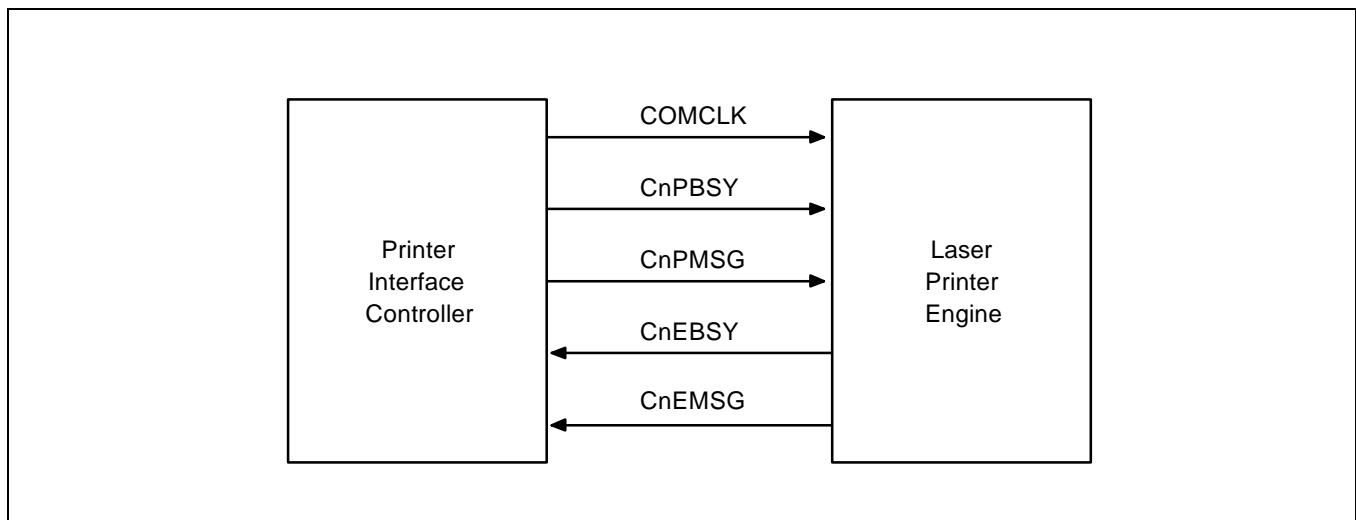 COMCLK
CnPBSY
CnPMSG
CnEBSY
CnEMSG
Printer
Interface
Controller
Laser
Printer
Engine